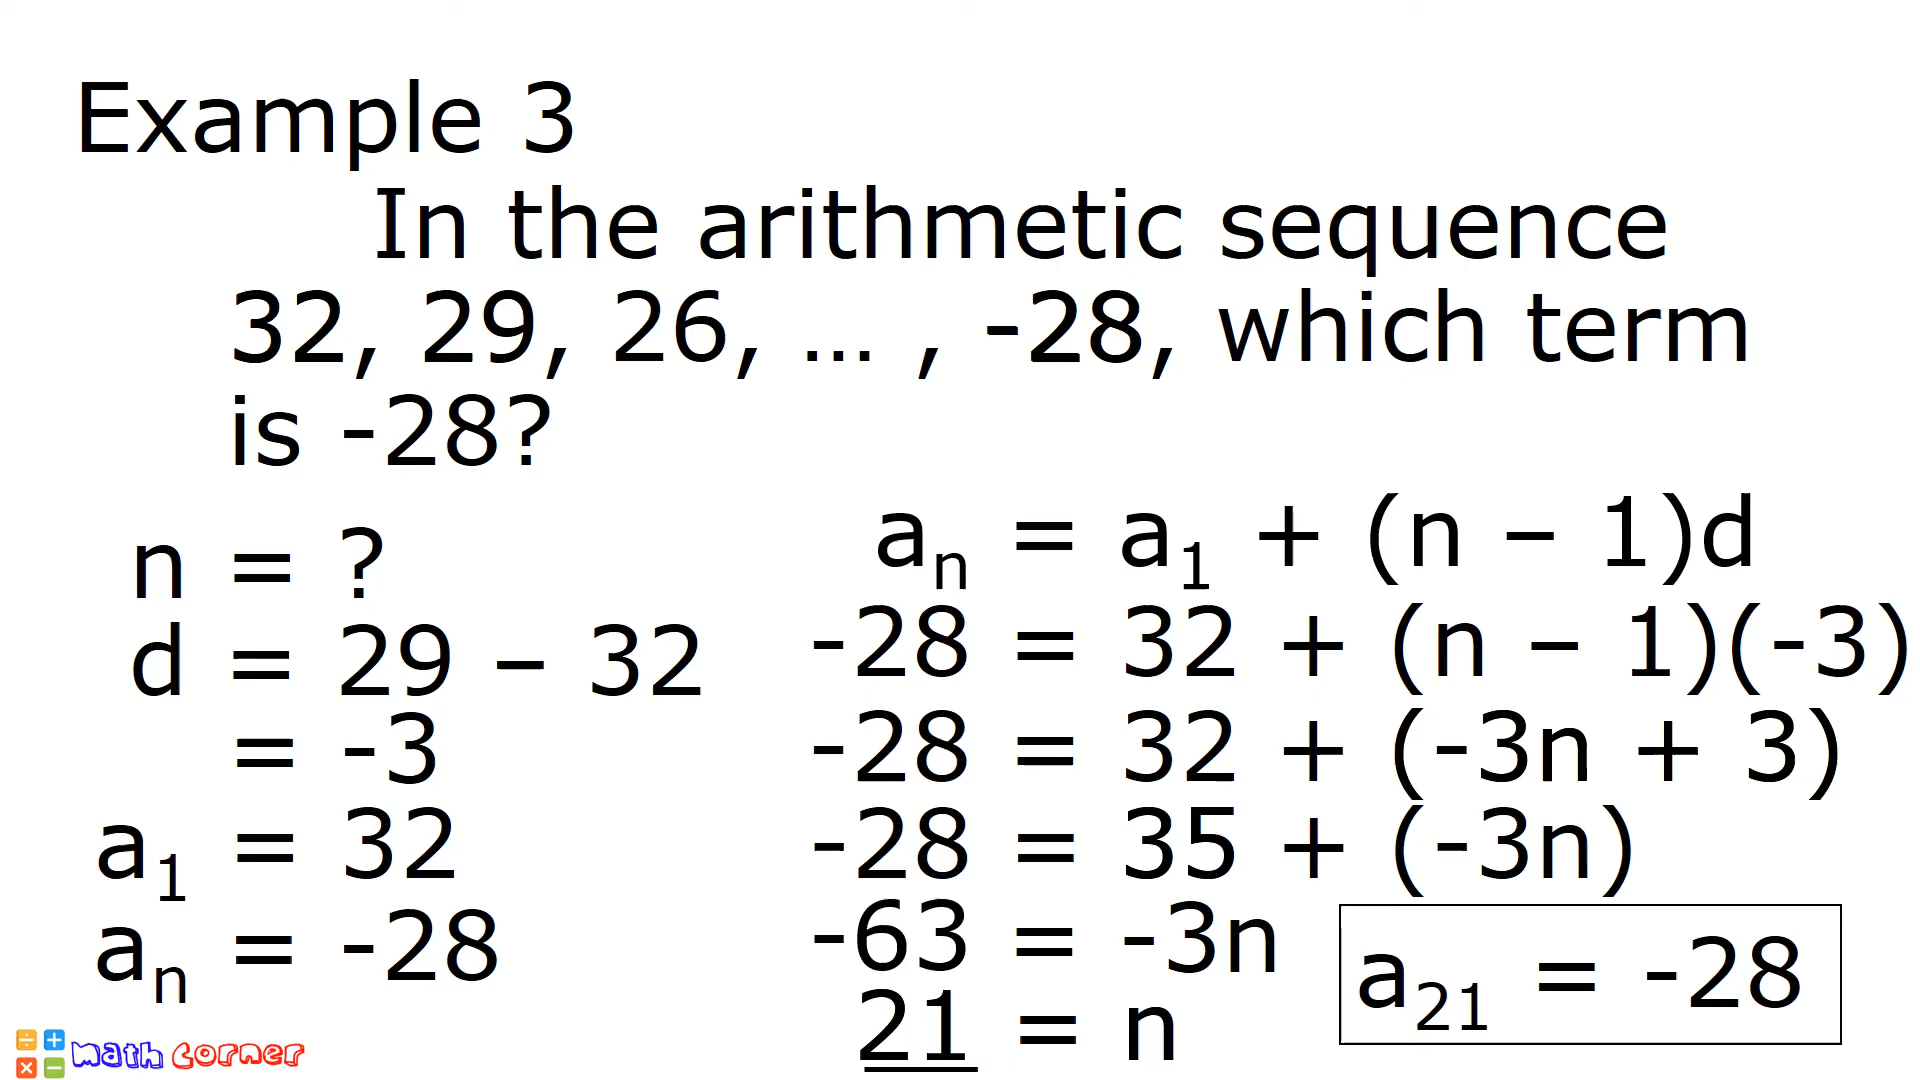 Example 3
In the arithmetic sequence
32, 29, 26, … , -28, which term
is -28?
n = ?
d = 29 – 32
= -3
a₁ = 32
aₙ = -28
aₙ = a₁ + (n – 1)d
-28 = 32 + (n – 1)(-3)
-28 = 32 + (-3n + 3)
-28 = 35 + (-3n)
-63 = -3n
21 = n
a₂₁ = -28
math corner